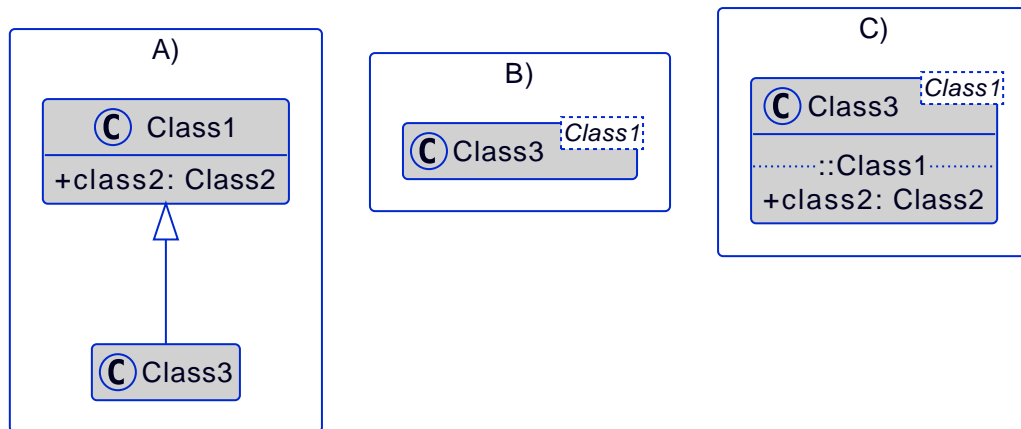 A)
C Class1
+class2: Class2
C Class3
B)
Class1
C Class3
C)
Class1
C Class3
::Class1
+class2: Class2